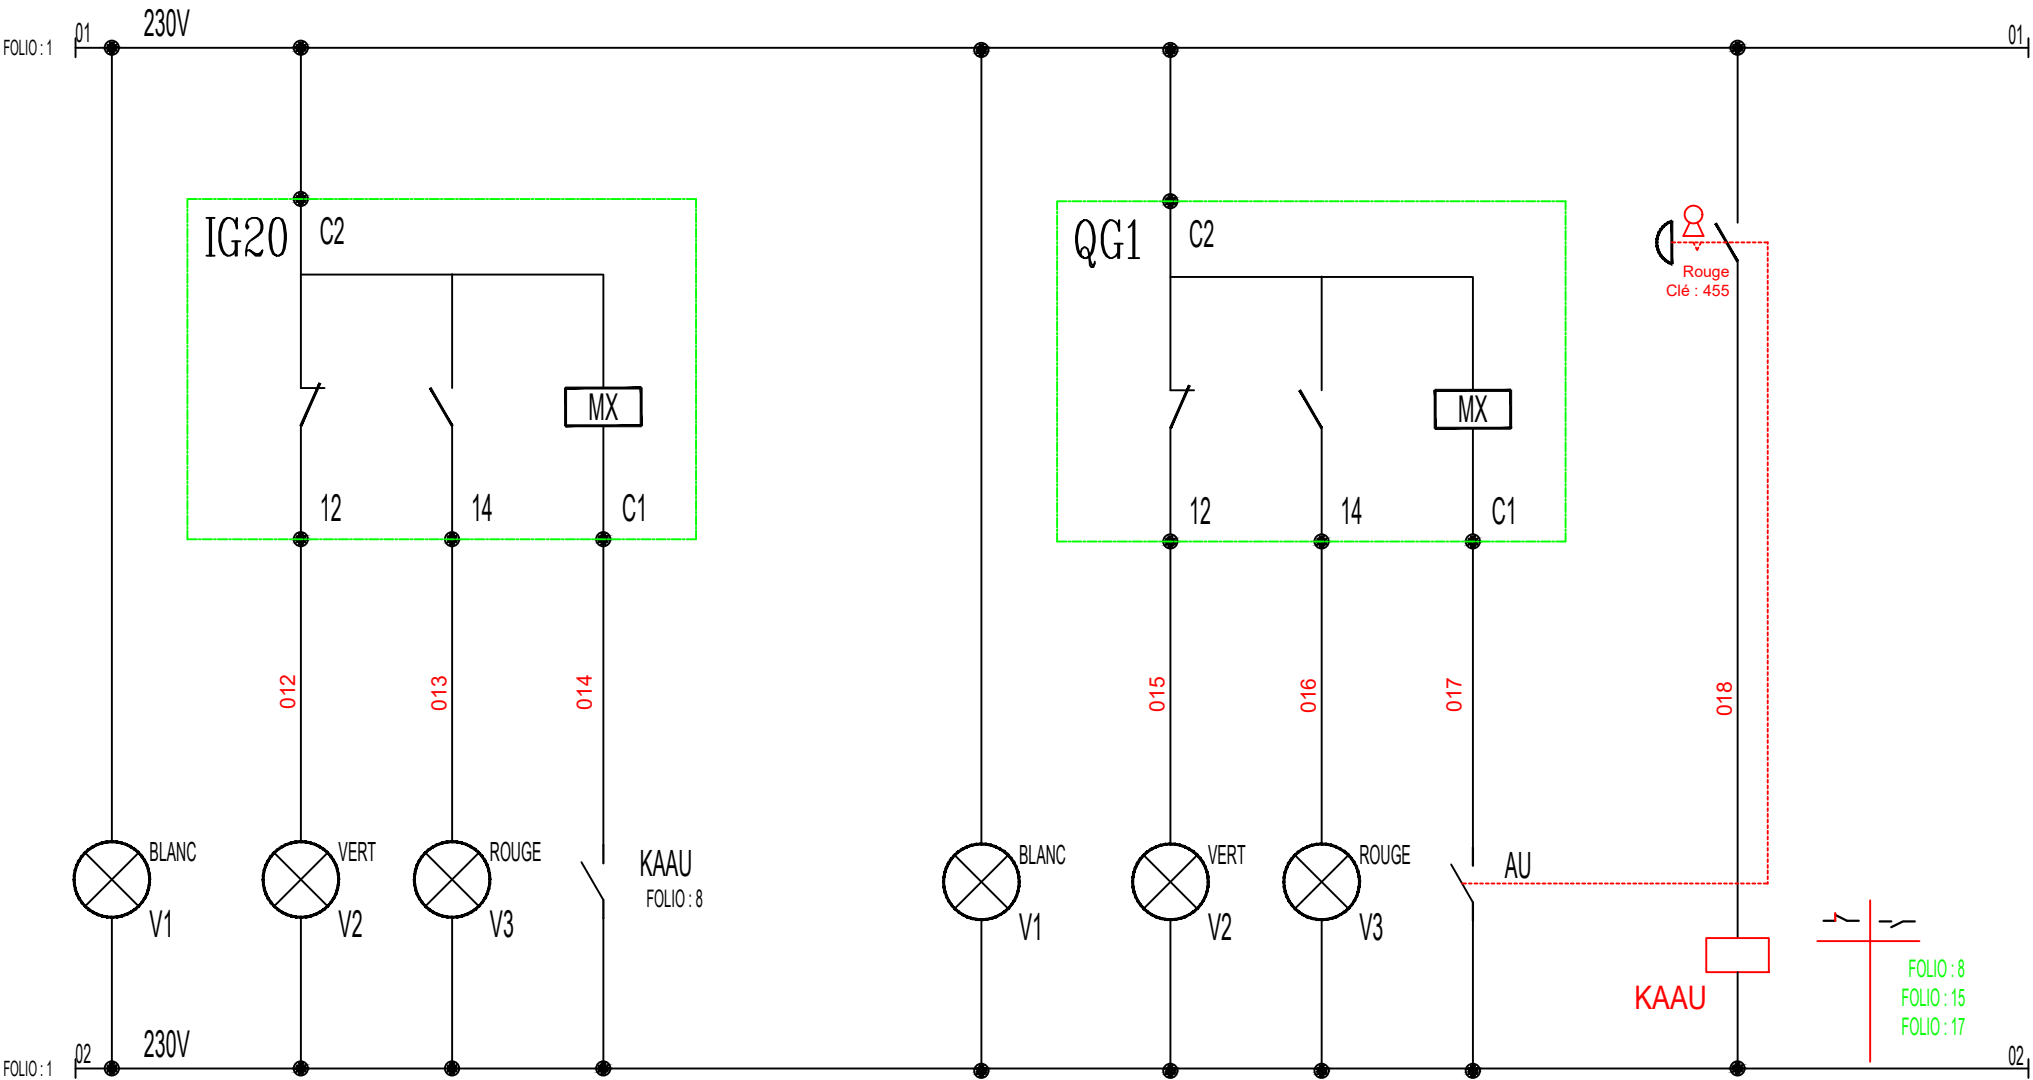 FOLIO : 1
01
230V
01
IG20
C2
MX
12
14
C1
QG1
C2
MX
12
14
C1
Rouge
Clé : 455
012
013
014
015
016
017
018
BLANC
V1
VERT
V2
ROUGE
V3
KAAU
FOLIO : 8
BLANC
V1
VERT
V2
ROUGE
V3
AU
KAAU
FOLIO : 8
FOLIO : 15
FOLIO : 17
FOLIO : 1
02
230V
02